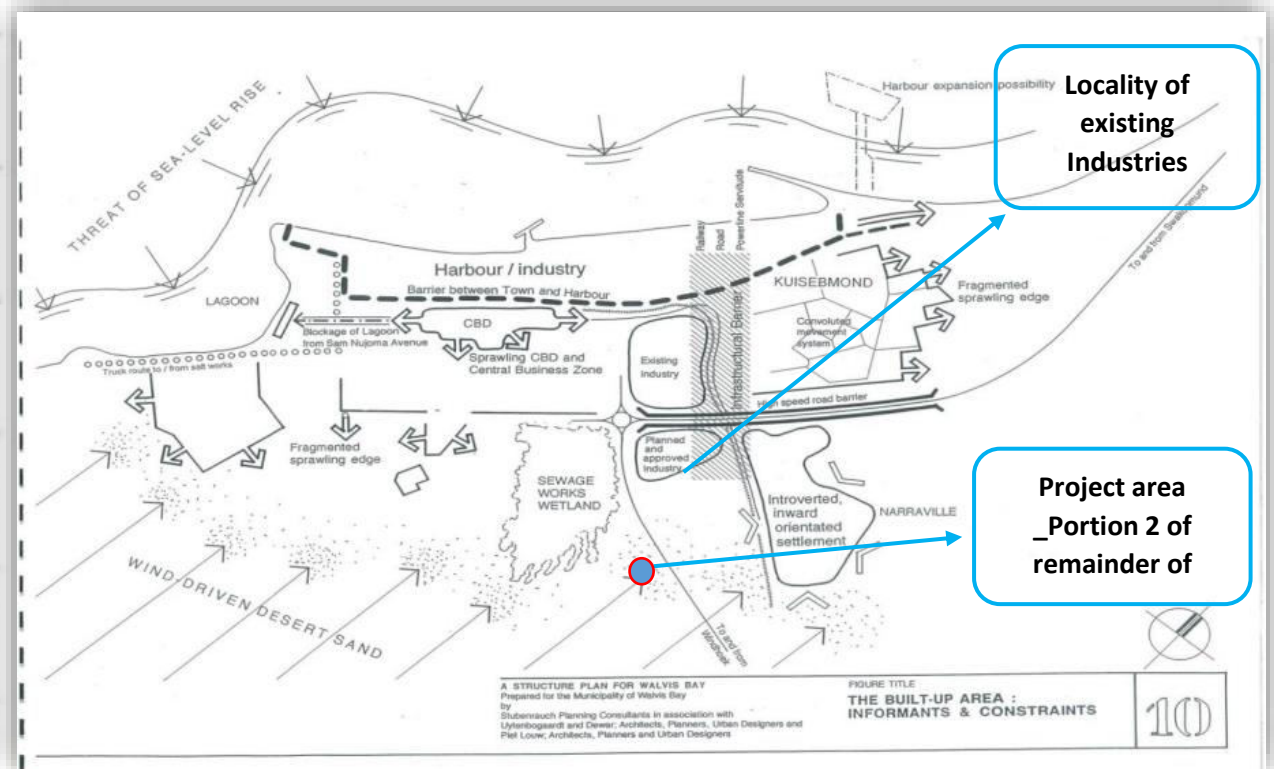 Locality of
existing
Industries
Harbour expansion possibility
THREAT OF SEA-LEVEL RISE
To and from Swakopmund
Railway
Road
Powerline Servitude
Harbour / industry
Barrier between Town and Harbour
LAGOON
KUISEBMOND
Fragmented
sprawling edge
Blockage of Lagoon
from Sam Nujoma Avenue
CBD
Convoluted
movement
system
Infrastructural Barrier
Sprawling CBD and
Central Business Zone
Existing
Industry
Truck route to / from salt works
High speed road barrier
Fragmented
sprawling edge
Planned
and
approved
Industry
SEWAGE
WORKS
WETLAND
Introverted,
inward
orientated
settlement
NARRAVILLE
Project area
_Portion 2 of
remainder of
WIND-DRIVEN DESERT SAND
To and from
Windhoek
A STRUCTURE PLAN FOR WALVIS BAY
Prepared for the Municipality of Walvis Bay
by
Stubenrauch Planning Consultants in association with
Uytenbogaardt and Dewar; Architects, Planners, Urban Designers and
Piet Louw; Architects, Planners and Urban Designers
FIGURE TITLE
THE BUILT-UP AREA :
INFORMANTS & CONSTRAINTS
10